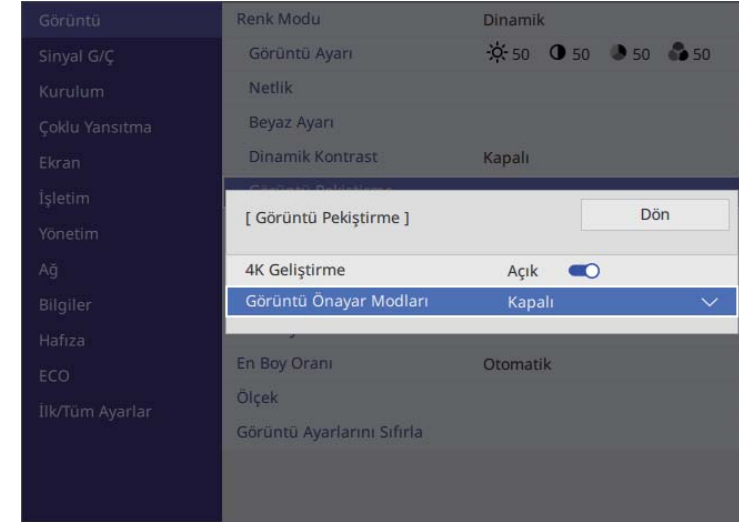 Görüntü
Renk Modu Dinamik
Sinyal G/Ç
Görüntü Ayarı 50 50 50 50
Kurulum
Netlik
Çoklu Yansıtma
Beyaz Ayarı
Ekran
Dinamik Kontrast Kapalı
İşletim
Görüntü Pekiştirme
Yönetim
[ Görüntü Pekiştirme ] Dön
Ağ
4K Geliştirme Açık
Bilgiler
Görüntü Önayar Modları Kapalı
Hafıza
ECO
En Boy Oranı Otomatik
İlk/Tüm Ayarlar
Ölçek
Görüntü Ayarlarını Sıfırla